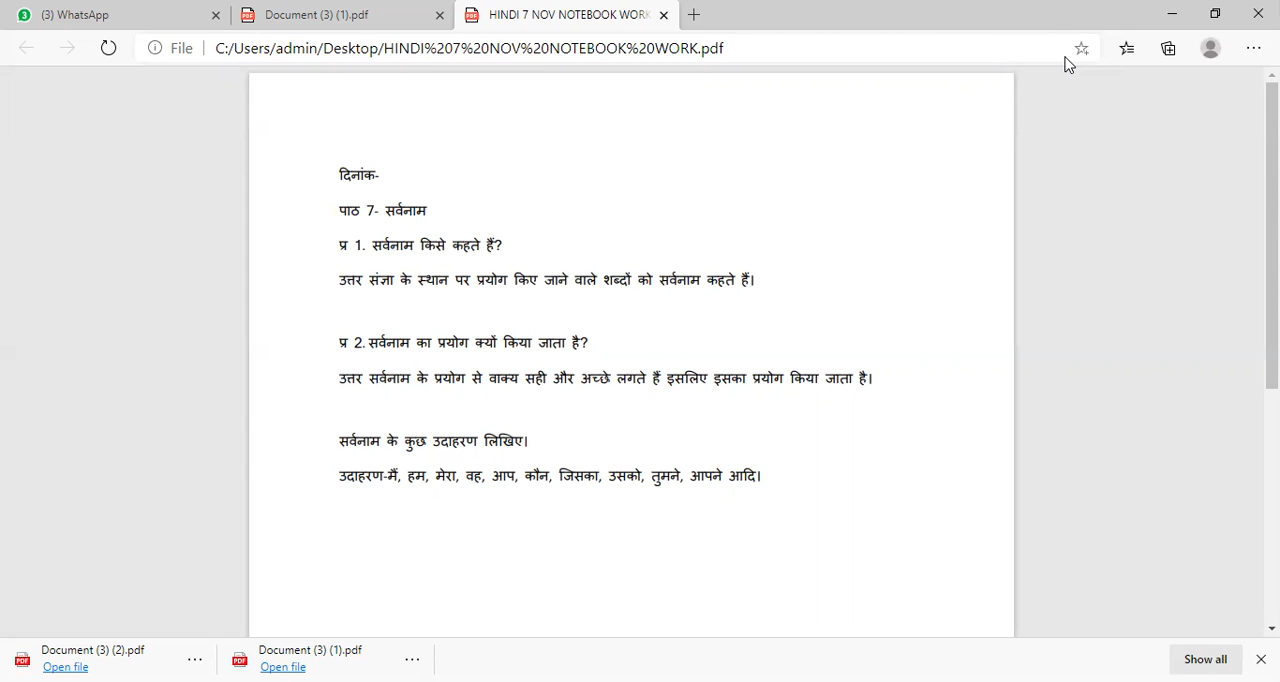 (3) WhatsApp
Document (3) (1).pdf
HINDI 7 NOV NOTEBOOK WORK
File
C:/Users/admin/Desktop/HINDI%207%20NOV%20NOTEBOOK%20WORK.pdf
दिनांक-
पाठ 7- सर्वनाम
प्र 1. सर्वनाम किसे कहते हैं?
उत्तर संज्ञा के स्थान पर प्रयोग किए जाने वाले शब्दों को सर्वनाम कहते हैं।
प्र 2. सर्वनाम का प्रयोग क्यों किया जाता है?
उत्तर सर्वनाम के प्रयोग से वाक्य सही और अच्छे लगते हैं इसलिए इसका प्रयोग किया जाता है।
सर्वनाम के कुछ उदाहरण लिखिए।
उदाहरण-मैं, हम, मेरा, वह, आप, कौन, जिसका, उसको, तुमने, आपने आदि।
Document (3) (2).pdf
Open file
Document (3) (1).pdf
Open file
Show all